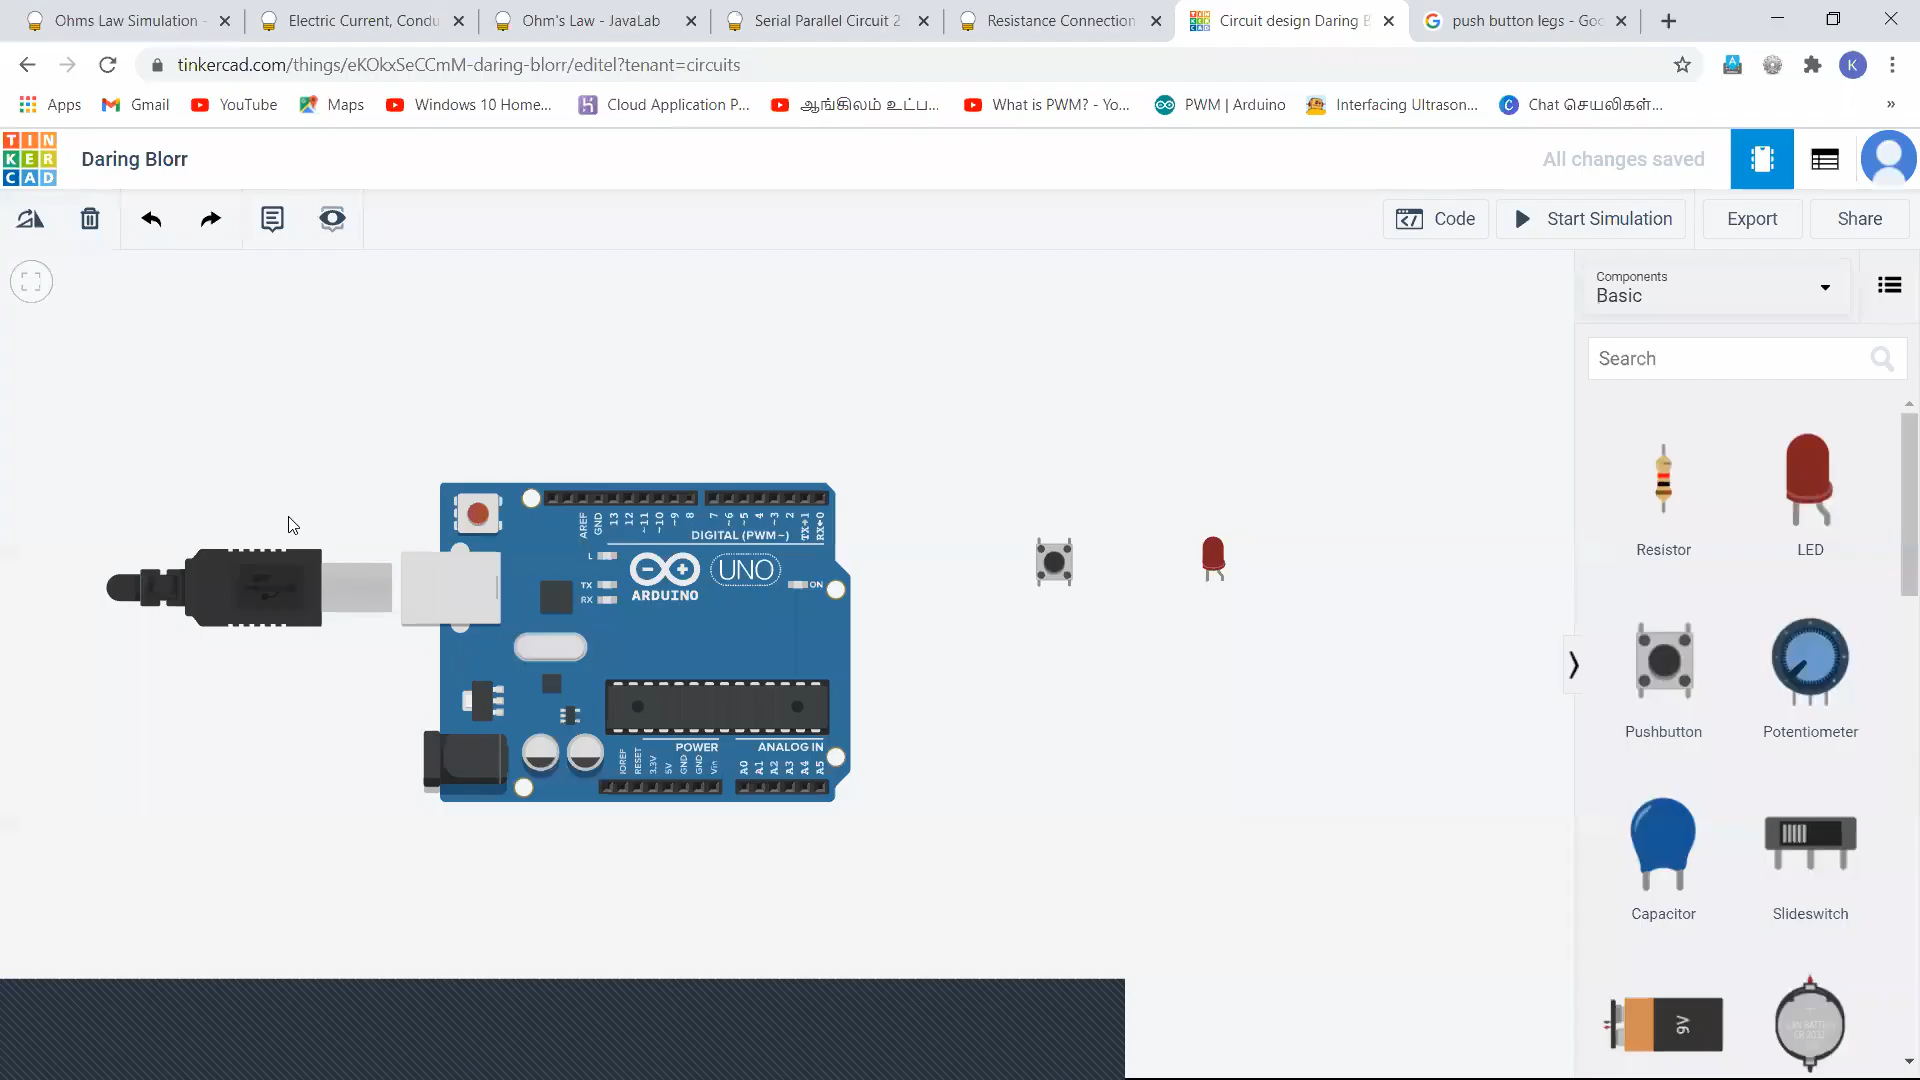 Ohms Law Simulation -
Electric Current, Condu
Ohm's Law - JavaLab
Serial Parallel Circuit 2
Resistance Connection
Circuit design Daring B
push button legs - Goo
tinkercad.com/things/eKOkxSeCCmM-daring-blorr/editel?tenant=circuits
K
Apps
Gmail
YouTube
Maps
Windows 10 Home...
Cloud Application P...
ஆங்கிலம் உட்ப...
What is PWM? - Yo...
PWM | Arduino
Interfacing Ultrason...
Chat செயலிகள்...
»
TIN
KER
CAD
Daring Blorr
All changes saved
Code
Start Simulation
Export
Share
Components
Basic
Search
Resistor
LED
Pushbutton
Potentiometer
Capacitor
Slideswitch
9V
AREF
GND
13
12
~11
~10
~9
8
7
~6
~5
4
~3
2
TX→1
RX←0
DIGITAL (PWM~)
L
TX
RX
ARDUINO
UNO
ON
POWER
ANALOG IN
IOREF
RESET
3.3V
5V
GND
GND
Vin
A0
A1
A2
A3
A4
A5